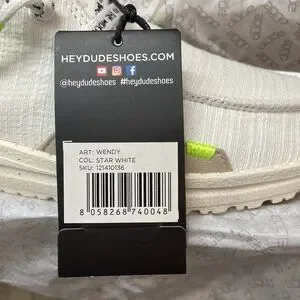 HEYDUDESHOES.COM
@heydudeshoes #heydudeshoes
ART: WENDY
COL: STAR WHITE
SKU: 121410136
8 058268 740048